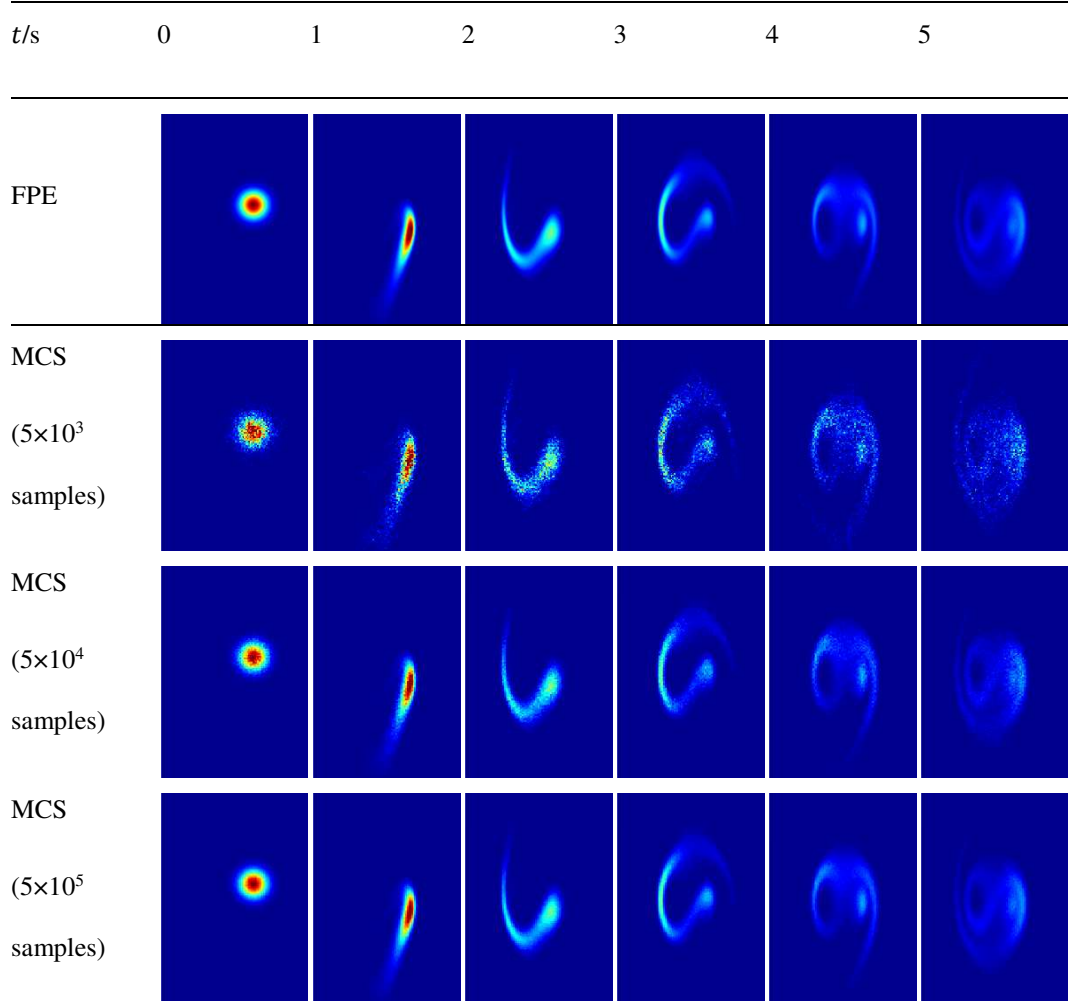 t/s 0 1 2 3 4 5
FPE
MCS
(5×10³
samples)
MCS
(5×10⁴
samples)
MCS
(5×10⁵
samples)